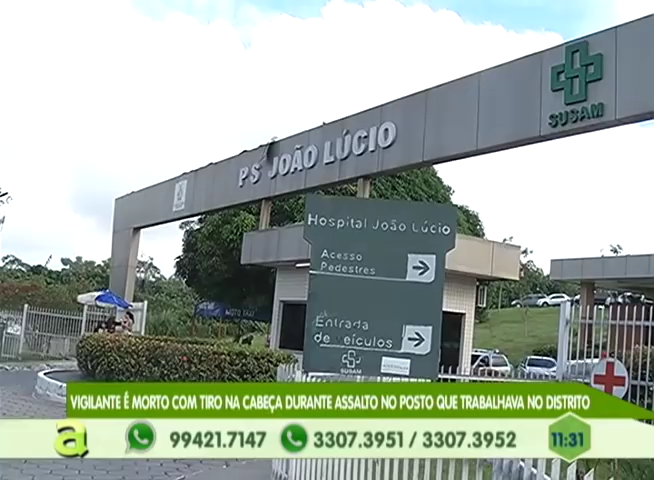 SUSAM
PS JOÃO LÚCIO
Hospital João Lúcio
Acesso
Pedestres
Entrada
de veículos
SUSAM
VIGILANTE É MORTO COM TIRO NA CABEÇA DURANTE ASSALTO NO POSTO QUE TRABALHAVA NO DISTRITO
a
99421.7147
3307.3951 / 3307.3952
11:31